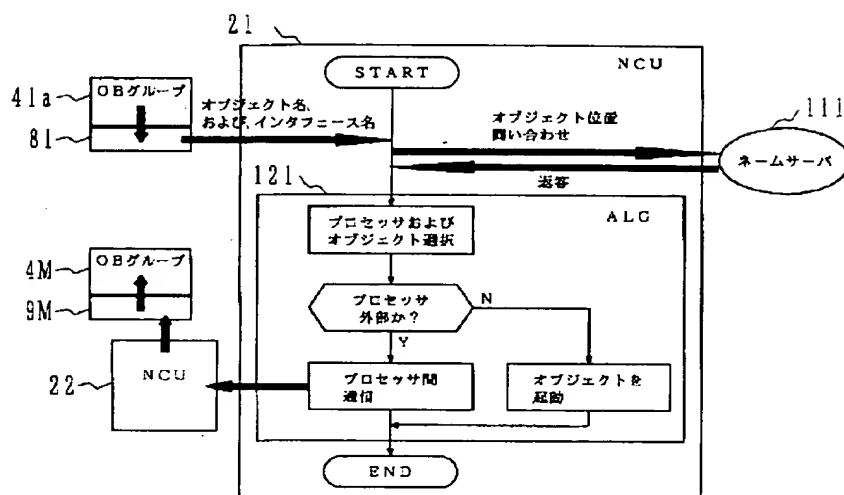 21
START
NCU
41a
OBグループ
81
オブジェクト名、
および、インタフェース名
オブジェクト位置
問い合わせ
111
ネームサーバ
返答
121
ALG
プロセッサおよび
オブジェクト選択
4M
OBグループ
9M
プロセッサ
外部か?
N
Y
22
NCU
プロセッサ間
通信
オブジェクトを
起動
END